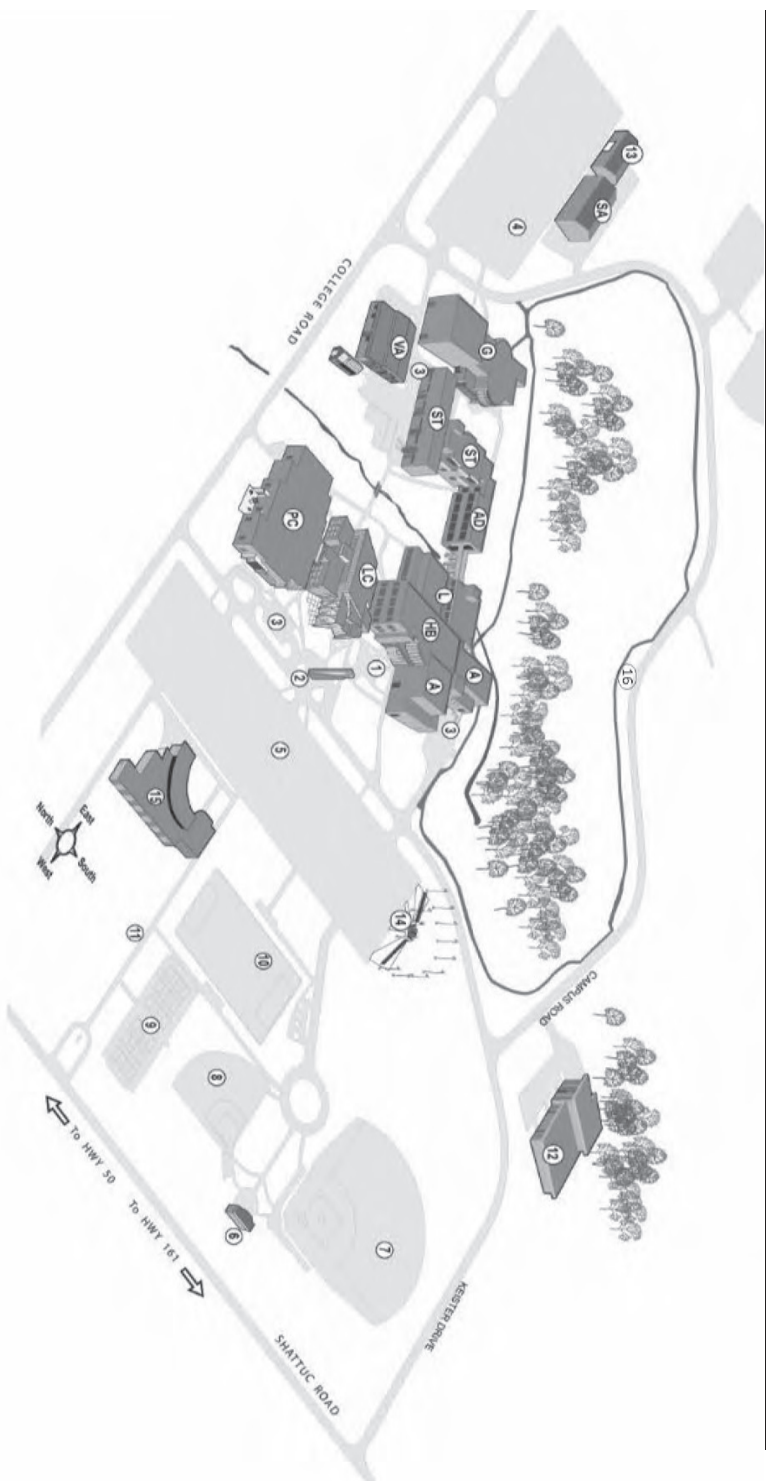 13
SA
4
COLLEGE ROAD
VA
G
3
ST
ST
AD
PC
LC
L
HB
A
A
3
1
2
3
16
5
15
North
East
South
West
14
11
10
9
8
CAMPUS ROAD
12
7
6
To HWY 50
To HWY 161
KEISTER DRIVE
SHATTUC ROAD